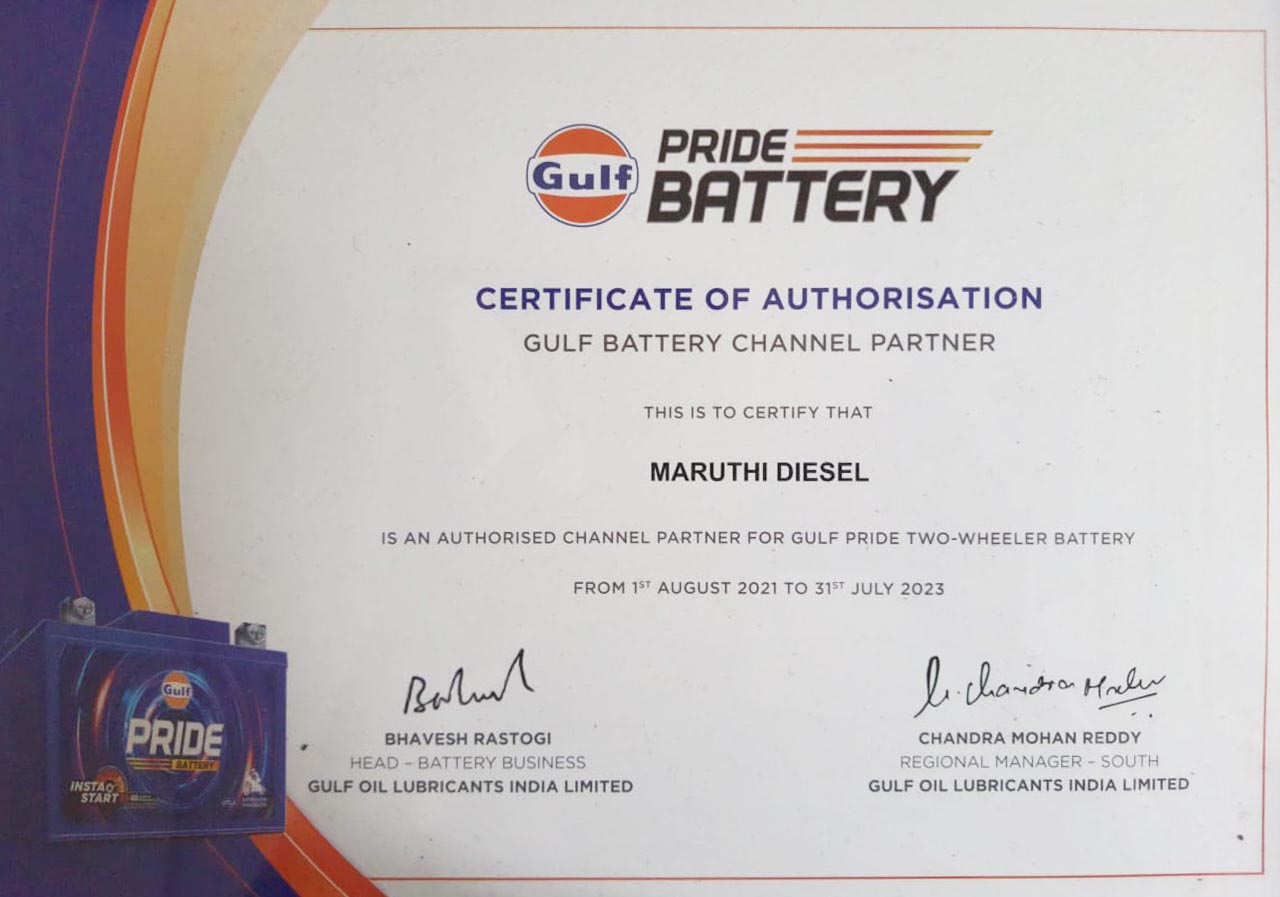 Gulf
PRIDE
BATTERY
CERTIFICATE OF AUTHORISATION
GULF BATTERY CHANNEL PARTNER
THIS IS TO CERTIFY THAT
MARUTHI DIESEL
IS AN AUTHORISED CHANNEL PARTNER FOR GULF PRIDE TWO-WHEELER BATTERY
FROM 1ST AUGUST 2021 TO 31ST JULY 2023
BHAVESH RASTOGI
HEAD – BATTERY BUSINESS
GULF OIL LUBRICANTS INDIA LIMITED
CHANDRA MOHAN REDDY
REGIONAL MANAGER – SOUTH
GULF OIL LUBRICANTS INDIA LIMITED
Gulf
PRIDE
BATTERY
INSTA
START